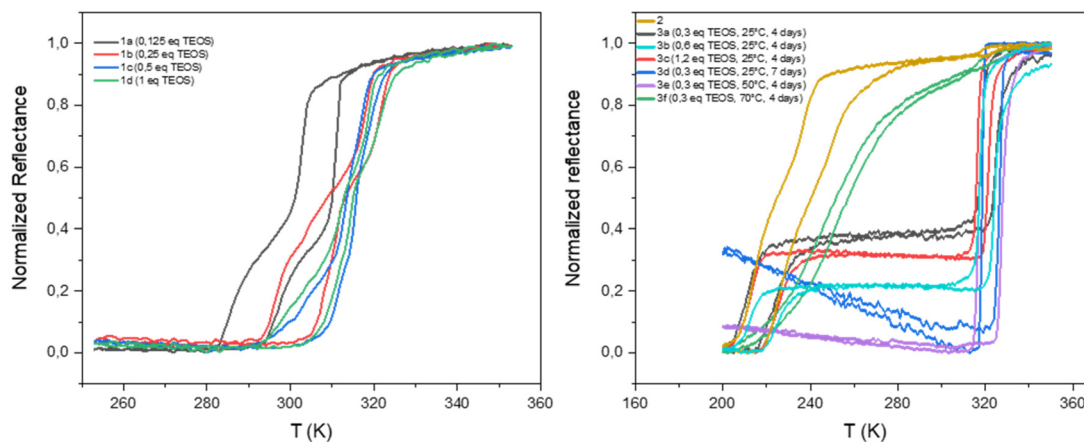 1,0
0,8
0,6
0,4
0,2
0,0
Normalized Reflectance
1a (0,125 eq TEOS)
1b (0,25 eq TEOS)
1c(0,5 eq TEOS)
1d (1 eq TEOS)
260
280
300
320
340
360
T (K)
1,0
0,8
0,6
0,4
0,2
0,0
Normalized reflectance
2
3a (0,3 eq TEOS, 25°C, 4 days)
3b (0,6 eq TEOS, 25°C, 4 days)
3c(1,2 eq TEOS, 25°C, 4 days)
3d (0,3 eq TEOS, 25°C, 7 days)
3e (0,3 eq TEOS, 50°C, 4 days)
3f (0,3 eq TEOS, 70°C, 4 days)
160
200
240
280
320
360
T (K)